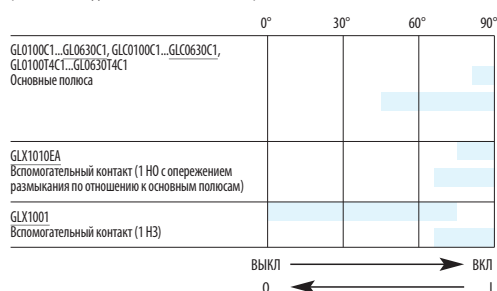 0° 30° 60° 90°
GL0100C1...GL0630C1, GLC0100C1...GLC0630C1,
GL0100T4C1...GL0630T4C1
Основные полюса
GLX1010EA
Вспомогательный контакт (1 НО с опережением
размыкания по отношению к основным полюсам)
GLX1001
Вспомогательный контакт (1 НЗ)
ВЫКЛ ВКЛ
0 I